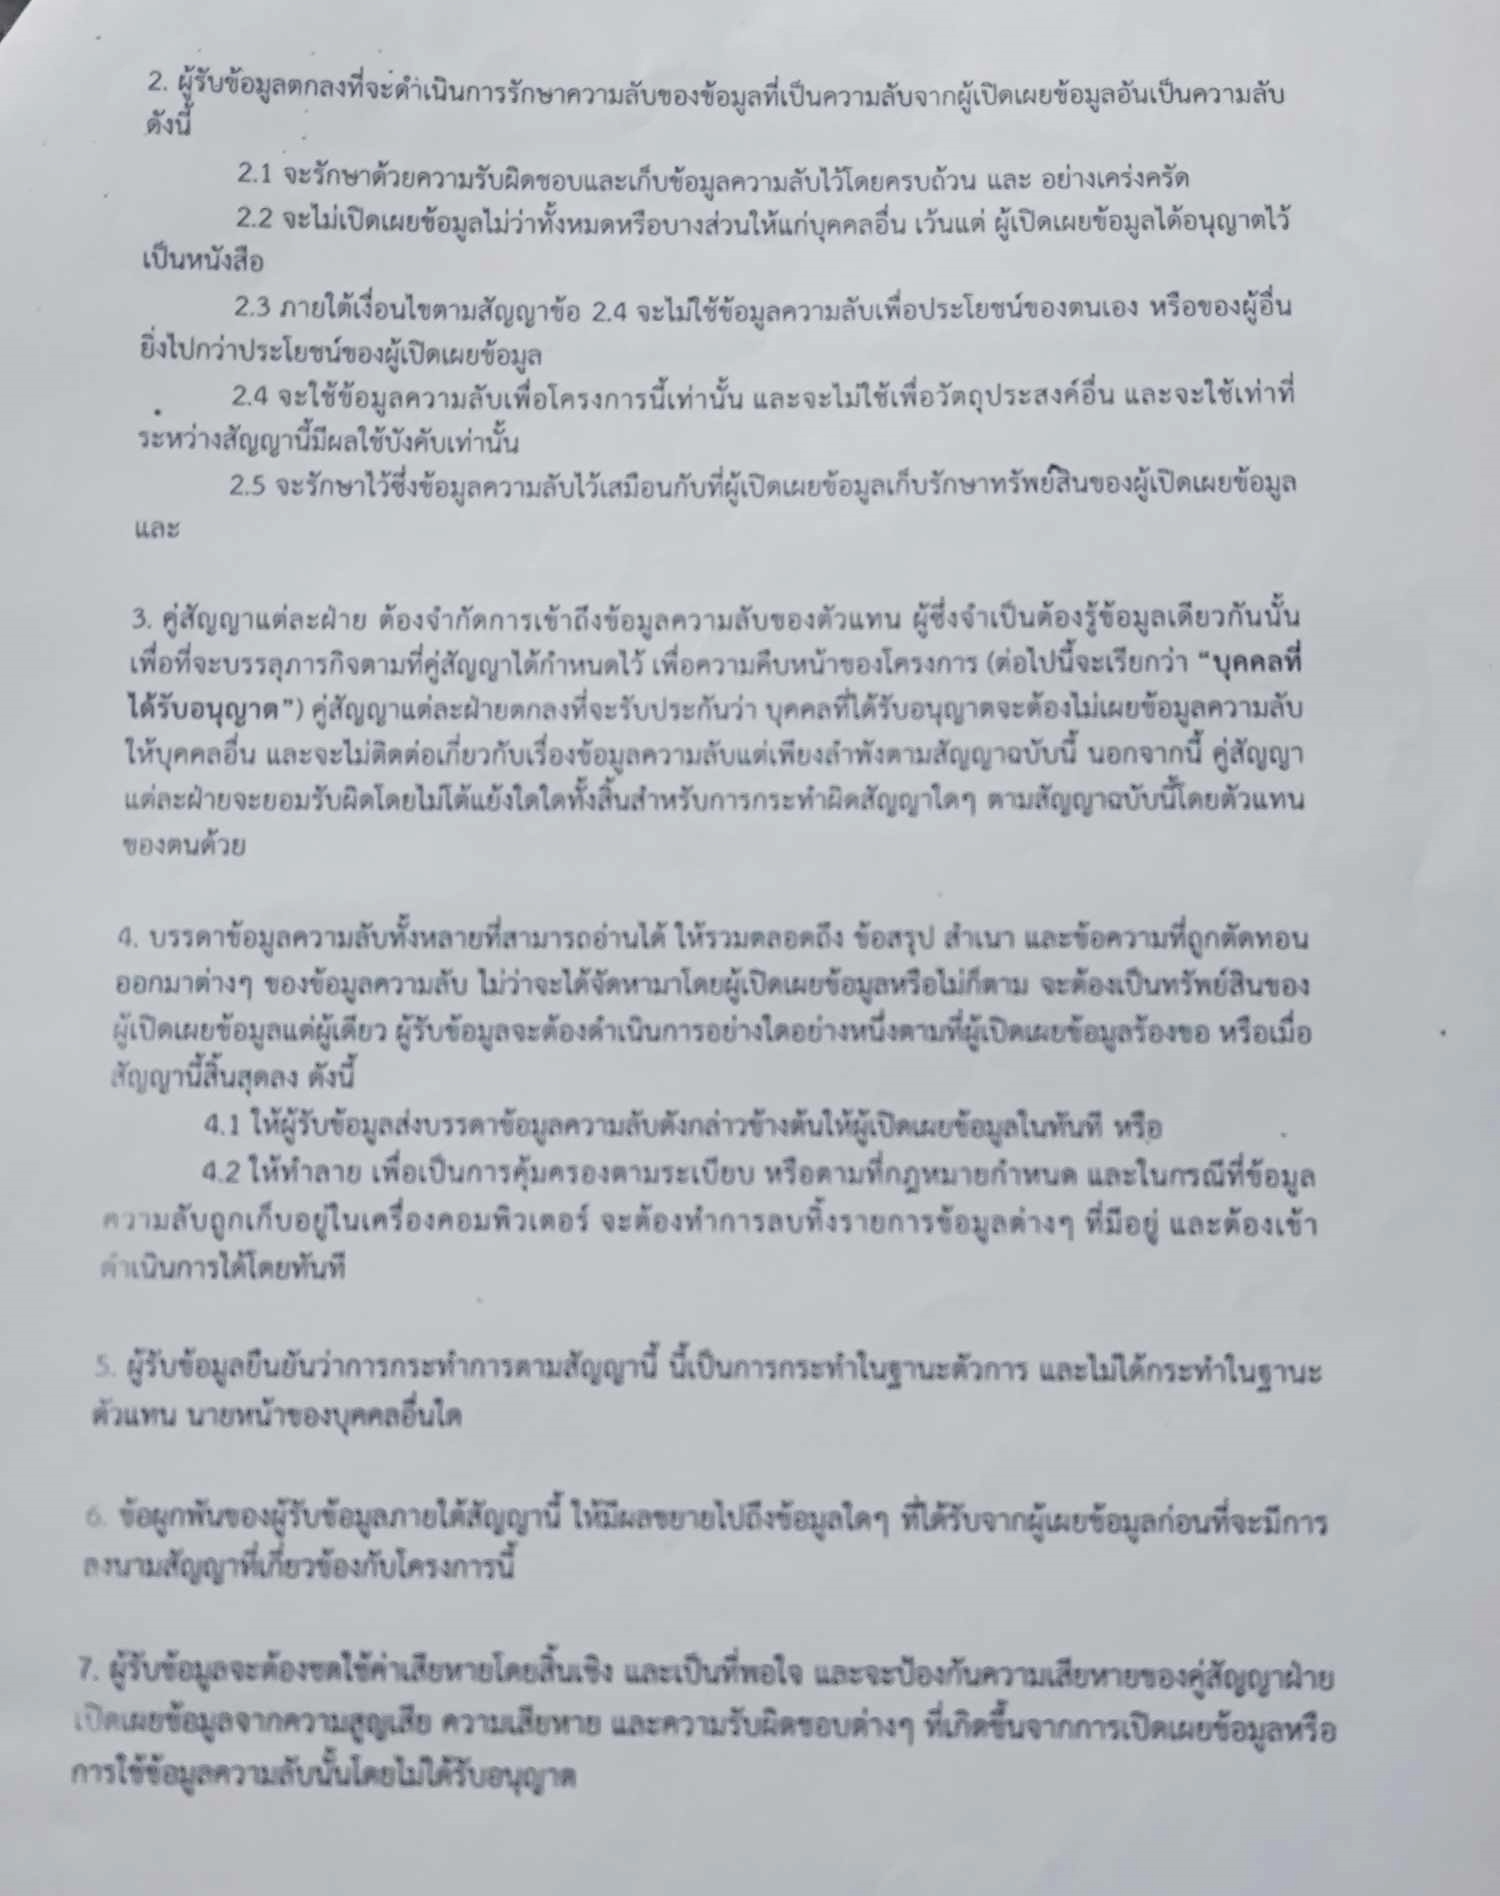 2. ผู้รับข้อมูลตกลงที่จะดำเนินการรักษาความลับของข้อมูลที่เป็นความลับจากผู้เปิดเผยข้อมูลอันเป็นความลับ
ดังนี้
2.1 จะรักษาด้วยความรับผิดชอบและเก็บข้อมูลความลับไว้โดยครบถ้วน และ อย่างเคร่งครัด
2.2 จะไม่เปิดเผยข้อมูลไม่ว่าทั้งหมดหรือบางส่วนให้แก่บุคคลอื่น เว้นแต่ ผู้เปิดเผยข้อมูลได้อนุญาตไว้
เป็นหนังสือ
2.3 ภายใต้เงื่อนไขตามสัญญาข้อ 2.4 จะไม่ใช้ข้อมูลความลับเพื่อประโยชน์ของตนเอง หรือของผู้อื่น
ยิ่งไปกว่าประโยชน์ของผู้เปิดเผยข้อมูล
2.4 จะใช้ข้อมูลความลับเพื่อโครงการนี้เท่านั้น และจะไม่ใช้เพื่อวัตถุประสงค์อื่น และจะใช้เท่าที่
ระหว่างสัญญานี้มีผลใช้บังคับเท่านั้น
2.5 จะรักษาไว้ซึ่งข้อมูลความลับไว้เสมือนกับที่ผู้เปิดเผยข้อมูลเก็บรักษาทรัพย์สินของผู้เปิดเผยข้อมูล
และ
3. คู่สัญญาแต่ละฝ่าย ต้องจำกัดการเข้าถึงข้อมูลความลับของตัวแทน ผู้ซึ่งจำเป็นต้องรู้ข้อมูลเดียวกันนั้น
เพื่อที่จะบรรลุภารกิจตามที่คู่สัญญาได้กำหนดไว้ เพื่อความคืบหน้าของโครงการ (ต่อไปนี้จะเรียกว่า “บุคคลที่
ได้รับอนุญาต”) คู่สัญญาแต่ละฝ่ายตกลงที่จะรับประกันว่า บุคคลที่ได้รับอนุญาตจะต้องไม่เผยข้อมูลความลับ
ให้บุคคลอื่น และจะไม่ติดต่อเกี่ยวกับเรื่องข้อมูลความลับแต่เพียงลำพังตามสัญญาฉบับนี้ นอกจากนี้ คู่สัญญา
แต่ละฝ่ายจะยอมรับผิดโดยไม่โต้แย้งใดใดทั้งสิ้นสำหรับการกระทำผิดสัญญาใดๆ ตามสัญญาฉบับนี้โดยตัวแทน
ของตนด้วย
4. บรรดาข้อมูลความลับทั้งหลายที่สามารถอ่านได้ ให้รวมตลอดถึง ข้อสรุป สำเนา และข้อความที่ถูกตัดทอน
ออกมาต่างๆ ของข้อมูลความลับ ไม่ว่าจะได้จัดหามาโดยผู้เปิดเผยข้อมูลหรือไม่ก็ตาม จะต้องเป็นทรัพย์สินของ
ผู้เปิดเผยข้อมูลแต่ผู้เดียว ผู้รับข้อมูลจะต้องดำเนินการอย่างใดอย่างหนึ่งตามที่ผู้เปิดเผยข้อมูลร้องขอ หรือเมื่อ
สัญญานี้สิ้นสุดลง ดังนี้
4.1 ให้ผู้รับข้อมูลส่งบรรดาข้อมูลความลับดังกล่าวข้างต้นให้ผู้เปิดเผยข้อมูลในทันที หรือ
4.2 ให้ทำลาย เพื่อเป็นการคุ้มครองตามระเบียบ หรือตามที่กฎหมายกำหนด และในกรณีที่ข้อมูล
ความลับถูกเก็บอยู่ในเครื่องคอมพิวเตอร์ จะต้องทำการลบทิ้งรายการข้อมูลต่างๆ ที่มีอยู่ และต้องเข้า
ดำเนินการได้โดยทันที
5. ผู้รับข้อมูลยืนยันว่าการกระทำการตามสัญญานี้ นี้เป็นการกระทำในฐานะตัวการ และไม่ได้กระทำในฐานะ
ตัวแทน นายหน้าของบุคคลอื่นใด
6. ข้อผูกพันของผู้รับข้อมูลภายใต้สัญญานี้ ให้มีผลขยายไปถึงข้อมูลใดๆ ที่ได้รับจากผู้เผยข้อมูลก่อนที่จะมีการ
ลงนามสัญญาที่เกี่ยวข้องกับโครงการนี้
7. ผู้รับข้อมูลจะต้องชดใช้ค่าเสียหายโดยสิ้นเชิง และเป็นที่พอใจ และจะป้องกันความเสียหายของคู่สัญญาฝ่าย
เปิดเผยข้อมูลจากความสูญเสีย ความเสียหาย และความรับผิดชอบต่างๆ ที่เกิดขึ้นจากการเปิดเผยข้อมูลหรือ
การใช้ข้อมูลความลับนั้นโดยไม่ได้รับอนุญาต